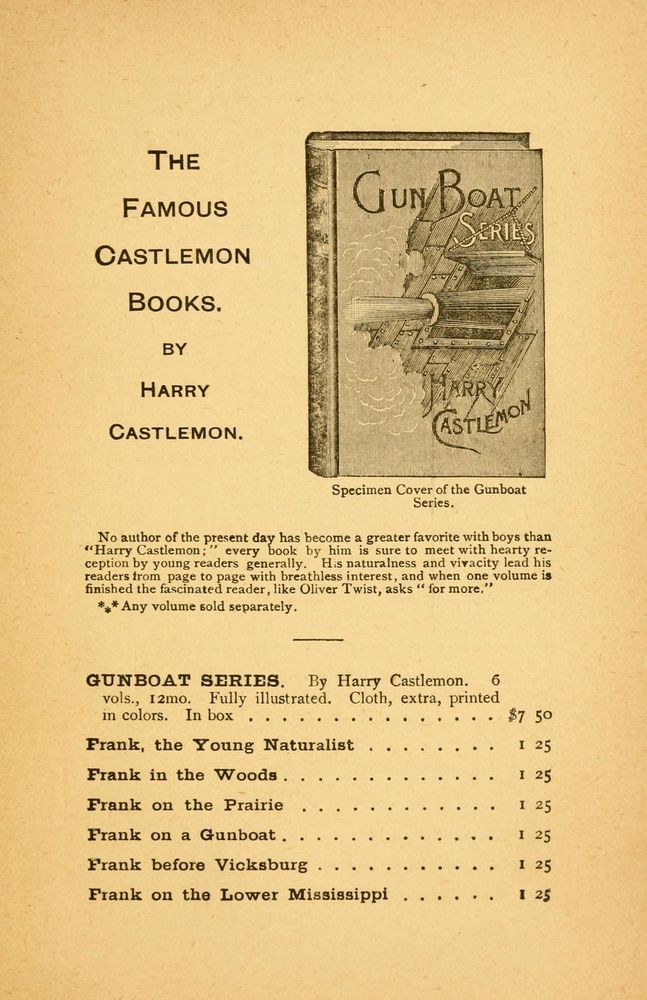 THE
FAMOUS
CASTLEMON
BOOKS.
BY
HARRY
CASTLEMON.
GUN BOAT
SERIES
HARRY
CASTLEMON
Specimen Cover of the Gunboat
Series.
No author of the present day has become a greater favorite with boys than
“Harry Castlemon;” every book by him is sure to meet with hearty re-
ception by young readers generally. His naturalness and vivacity lead his
readers from page to page with breathless interest, and when one volume is
finished the fascinated reader, like Oliver Twist, asks “for more.”
*⁎* Any volume sold separately.
GUNBOAT SERIES. By Harry Castlemon. 6
vols., 12mo. Fully illustrated. Cloth, extra, printed
in colors. In box . . . . . . . . . . . . . . . . $7 50
Frank, the Young Naturalist . . . . . . . . 1 25
Frank in the Woods . . . . . . . . . . . . . 1 25
Frank on the Prairie . . . . . . . . . . . . 1 25
Frank on a Gunboat . . . . . . . . . . . . . 1 25
Frank before Vicksburg . . . . . . . . . . . 1 25
Frank on the Lower Mississippi . . . . . . 1 25